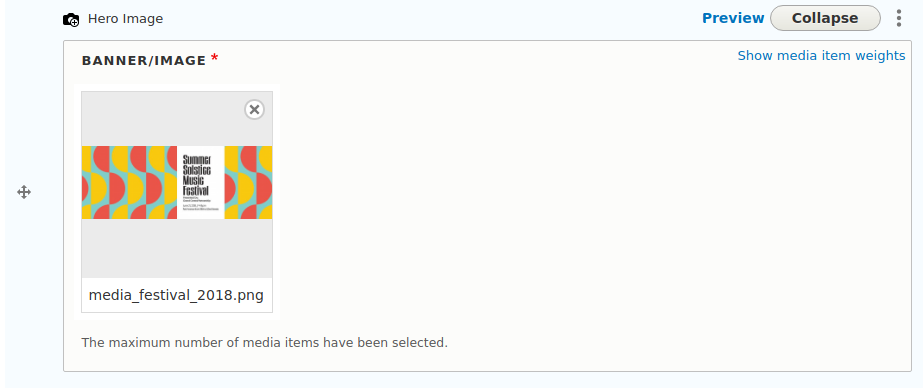 Hero Image
Preview
Collapse
BANNER/IMAGE *
Show media item weights
Summer
Solstice
Music
Festival
media_festival_2018.png
The maximum number of media items have been selected.